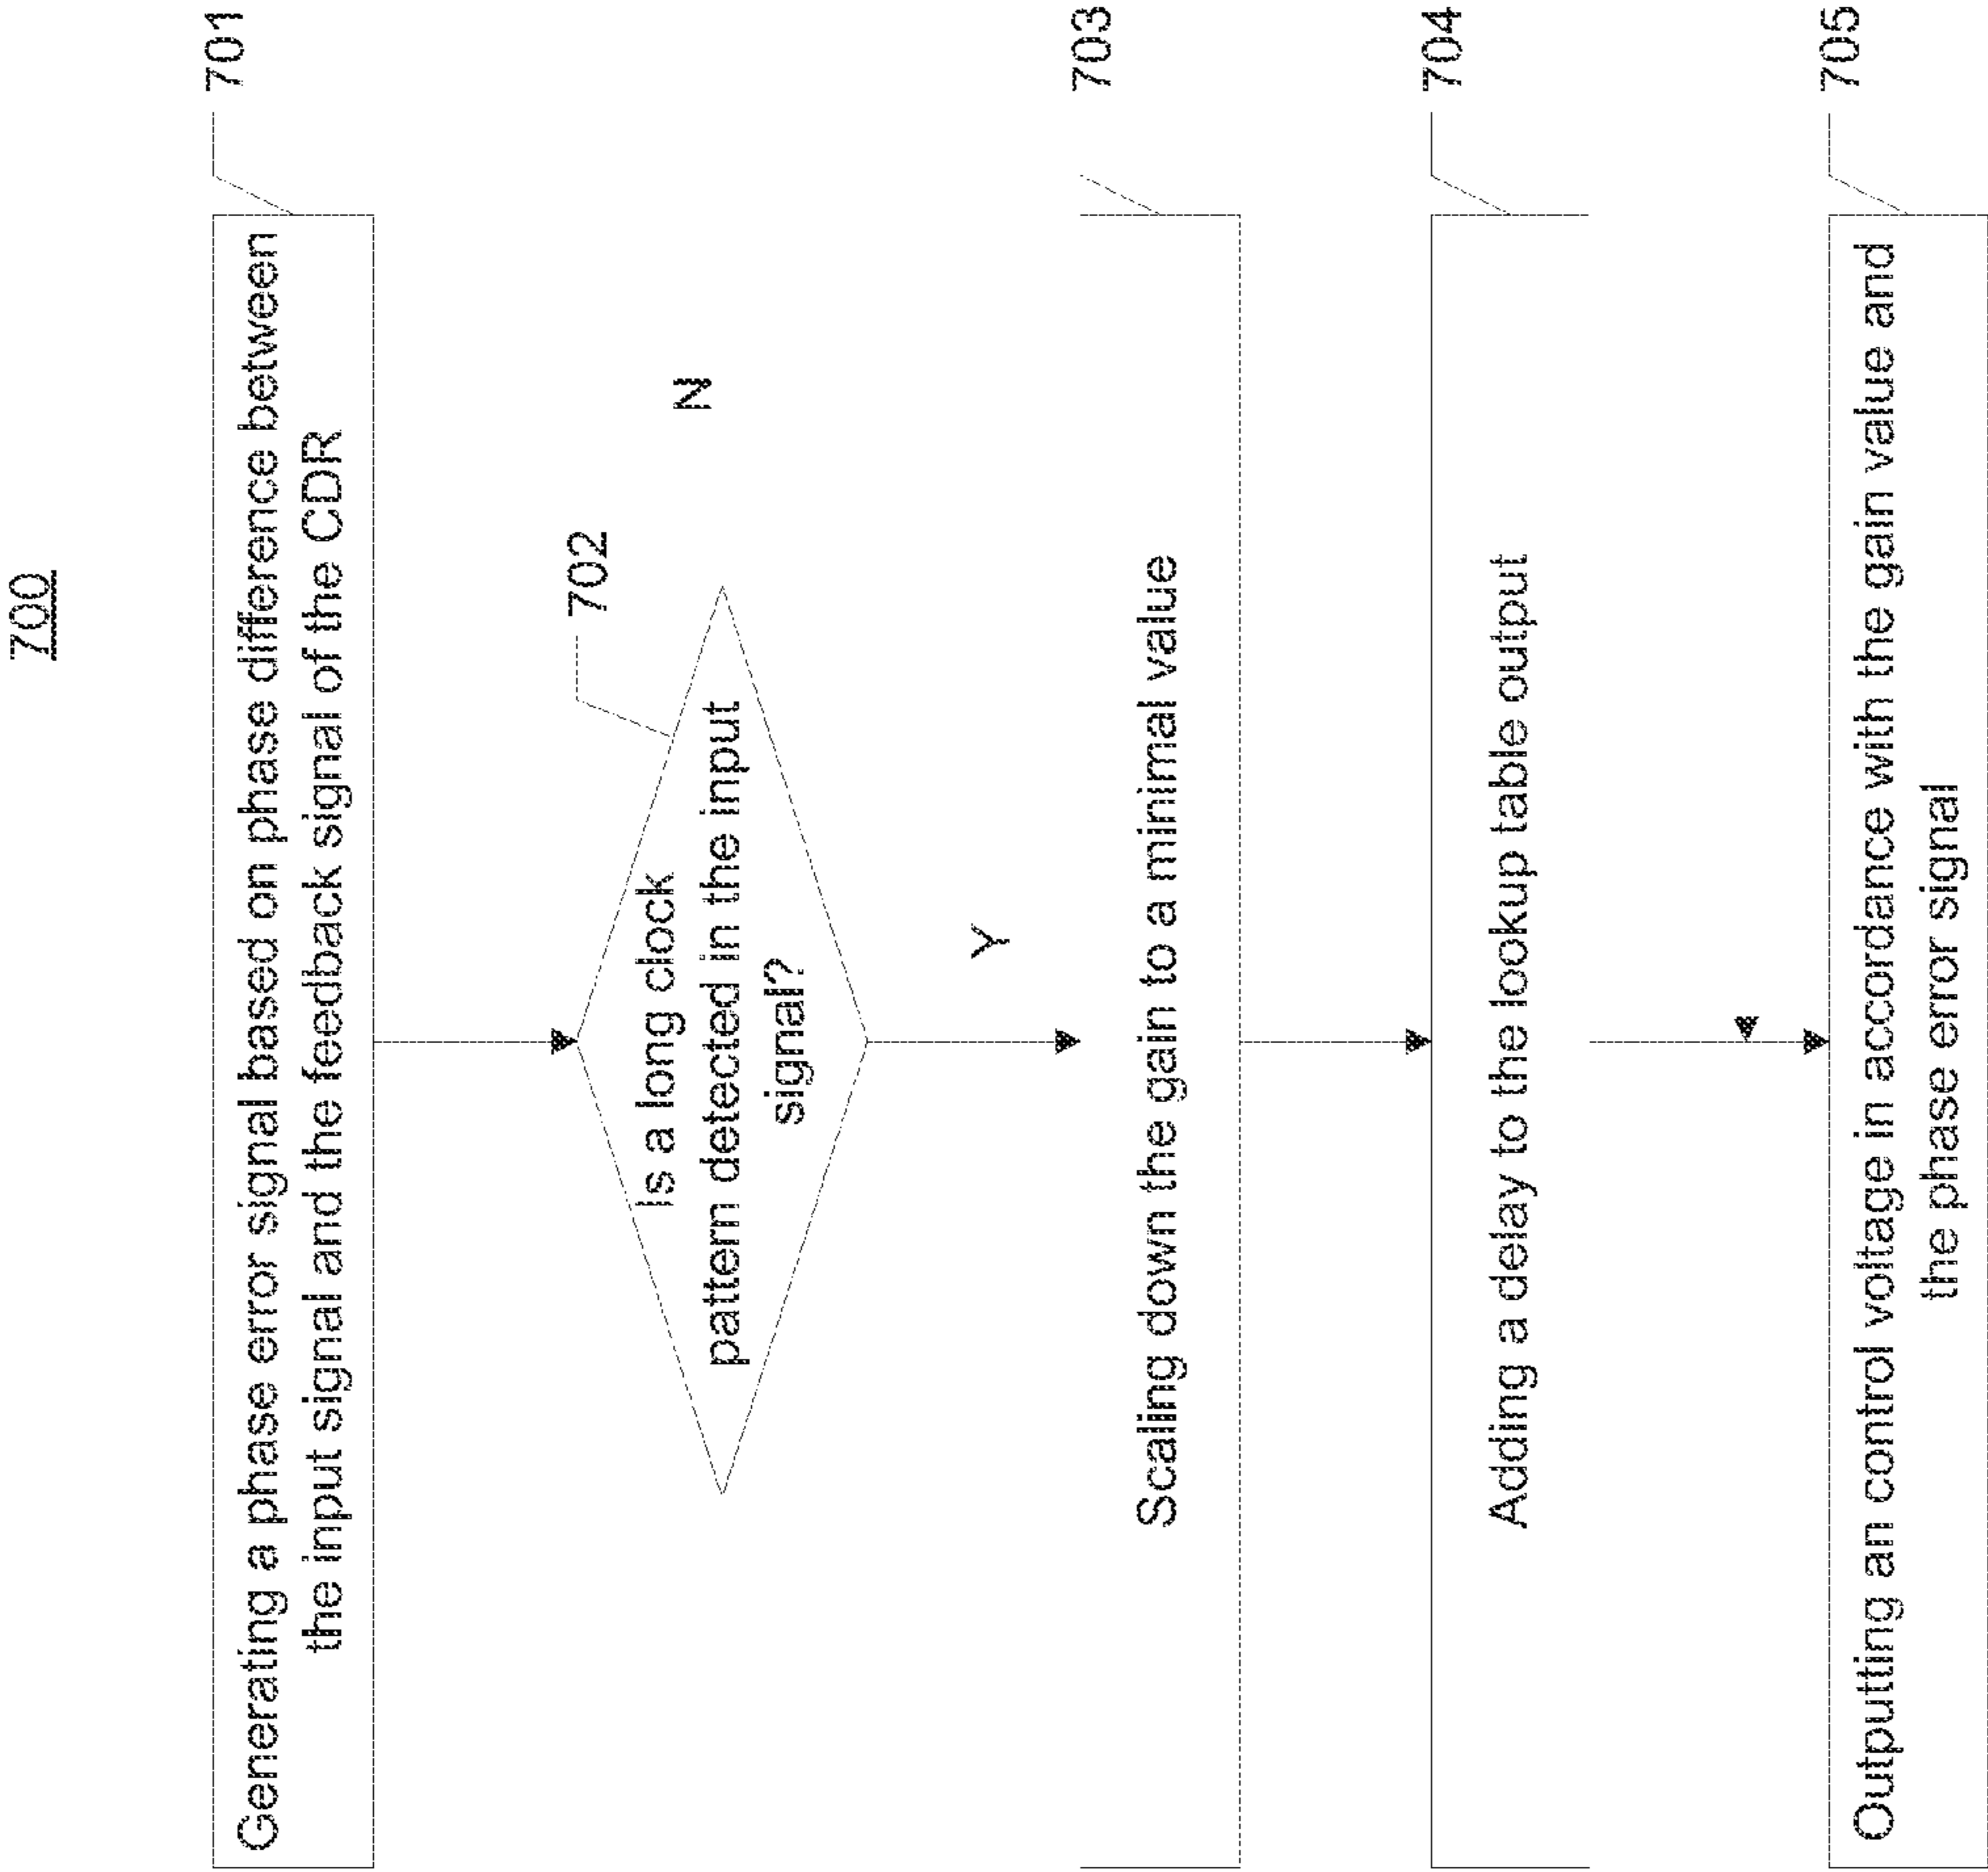 700
701
Generating a phase error signal based on phase difference between
the input signal and the feedback signal of the CDR
702
Is a long clock
pattern detected in the input
signal?
N
Y
703
Scaling down the gain to a minimal value
704
Adding a delay to the lookup table output
705
Outputting an control voltage in accordance with the gain value and
the phase error signal